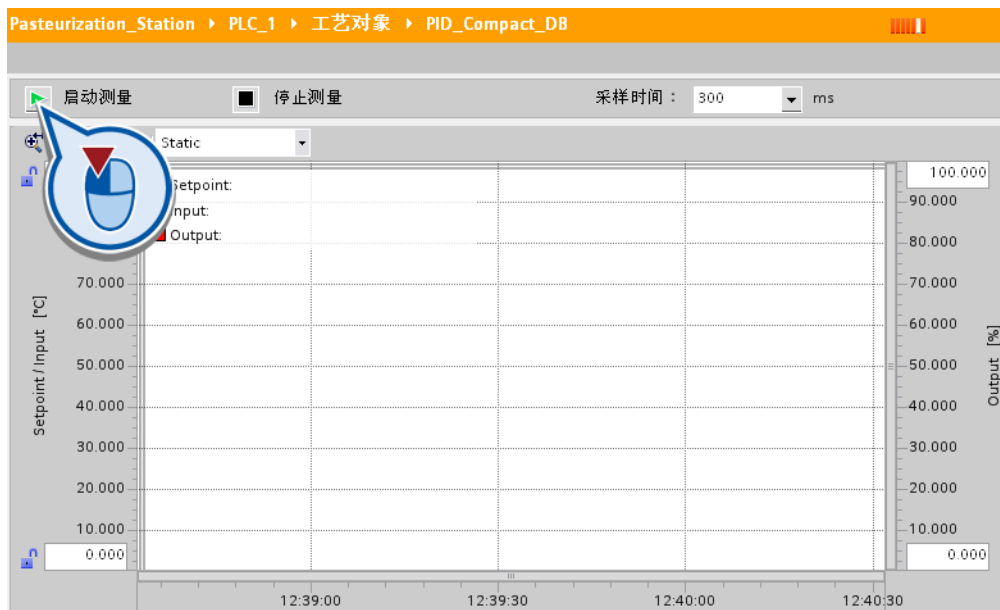 Pasteurization_Station ▸ PLC_1 ▸ 工艺对象 ▸ PID_Compact_DB
启动测量 停止测量 采样时间： 300 ms
Static
100.000
Setpoint:
90.000
Input:
Output:
80.000
70.000 70.000
60.000 60.000
50.000 50.000
40.000 40.000
30.000 30.000
20.000 20.000
10.000 10.000
0.000 0.000
Setpoint / Input [°C]
Output [%]
12:39:00 12:39:30 12:40:00 12:40:30